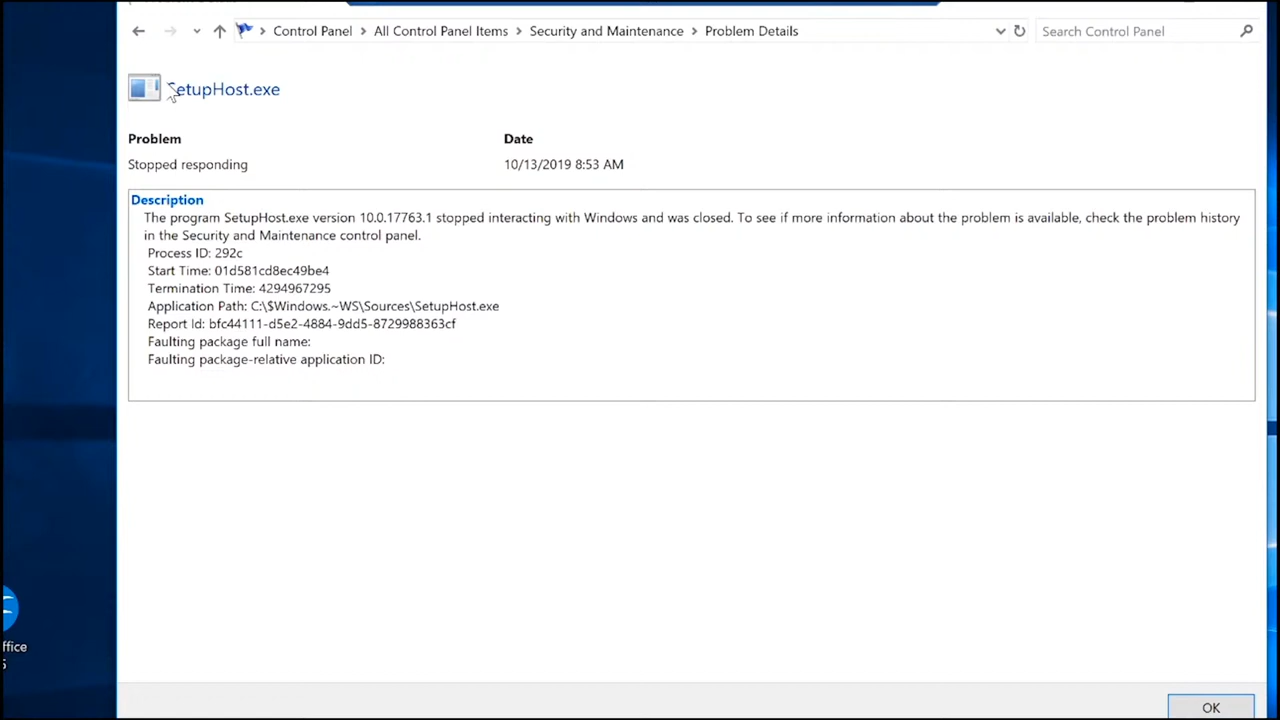 Control Panel > All Control Panel Items > Security and Maintenance > Problem Details
Search Control Panel
SetupHost.exe
Problem
Date
Stopped responding
10/13/2019 8:53 AM
Description
The program SetupHost.exe version 10.0.17763.1 stopped interacting with Windows and was closed. To see if more information about the problem is available, check the problem history
in the Security and Maintenance control panel.
Process ID: 292c
Start Time: 01d581cd8ec49be4
Termination Time: 4294967295
Application Path: C:\$Windows.~WS\Sources\SetupHost.exe
Report Id: bfc44111-d5e2-4884-9dd5-8729988363cf
Faulting package full name:
Faulting package-relative application ID:
ffice
5
OK